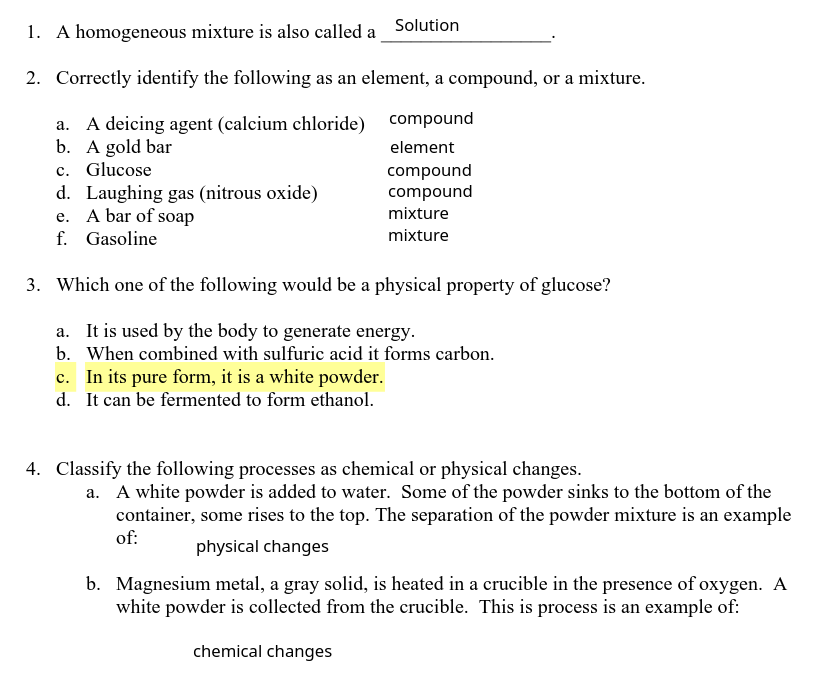 1. A homogeneous mixture is also called a Solution.
2. Correctly identify the following as an element, a compound, or a mixture.
a. A deicing agent (calcium chloride) compound
b. A gold bar element
c. Glucose compound
d. Laughing gas (nitrous oxide) compound
e. A bar of soap mixture
f. Gasoline mixture
3. Which one of the following would be a physical property of glucose?
a. It is used by the body to generate energy.
b. When combined with sulfuric acid it forms carbon.
c. In its pure form, it is a white powder.
d. It can be fermented to form ethanol.
4. Classify the following processes as chemical or physical changes.
a. A white powder is added to water. Some of the powder sinks to the bottom of the
container, some rises to the top. The separation of the powder mixture is an example
of: physical changes
b. Magnesium metal, a gray solid, is heated in a crucible in the presence of oxygen. A
white powder is collected from the crucible. This is process is an example of:
chemical changes